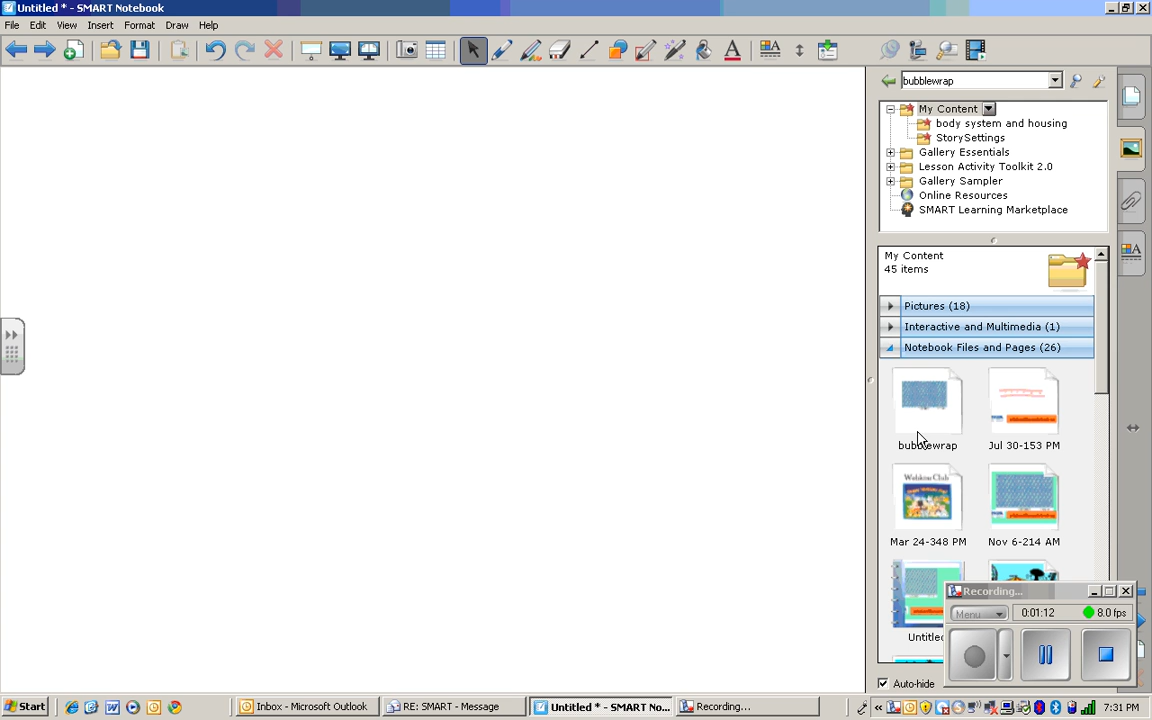 Untitled * - SMART Notebook
File Edit View Insert Format Draw Help
bubblewrap
My Content
body system and housing
StorySettings
Gallery Essentials
Lesson Activity Toolkit 2.0
Gallery Sampler
Online Resources
SMART Learning Marketplace
My Content
45 items
Pictures (18)
Interactive and Multimedia (1)
Notebook Files and Pages (26)
bubblewrap Jul 30-153 PM
Mar 24-348 PM Nov 6-214 AM
Recording...
Menu 0:01:12 8.0 fps
Auto-hide
Start Inbox - Microsoft Outlook RE: SMART - Message Untitled * - SMART No... Recording... 7:31 PM